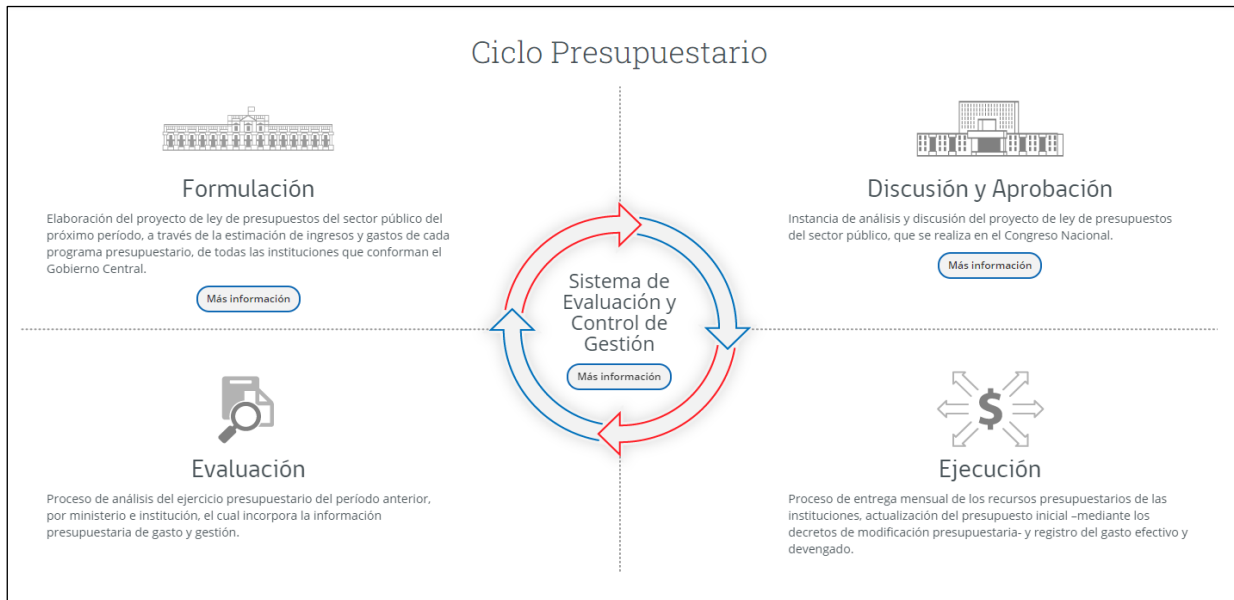 Ciclo Presupuestario
Formulación
Elaboración del proyecto de ley de presupuestos del sector público del
próximo período, a través de la estimación de ingresos y gastos de cada
programa presupuestario, de todas las instituciones que conforman el
Gobierno Central.
Más información
Discusión y Aprobación
Instancia de análisis y discusión del proyecto de ley de presupuestos
del sector público, que se realiza en el Congreso Nacional.
Más información
Sistema de
Evaluación y
Control de
Gestión
Más información
Evaluación
Proceso de análisis del ejercicio presupuestario del período anterior,
por ministerio e institución, el cual incorpora la información
presupuestaria de gasto y gestión.
$
Ejecución
Proceso de entrega mensual de los recursos presupuestarios de las
instituciones, actualización del presupuesto inicial –mediante los
decretos de modificación presupuestaria- y registro del gasto efectivo y
devengado.